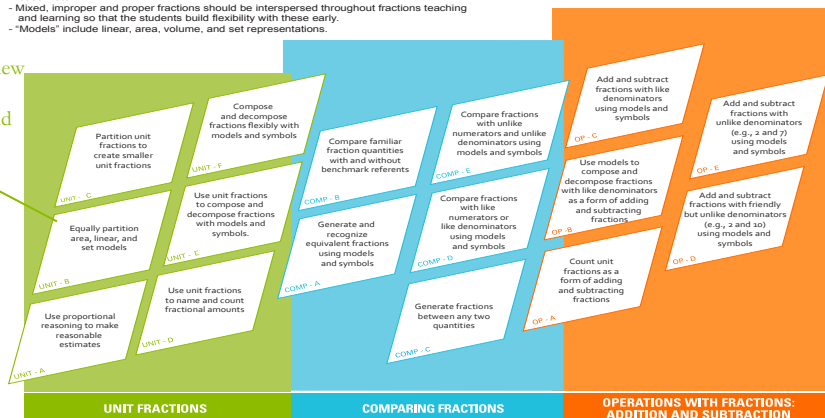 - Mixed, improper and proper fractions should be interspersed throughout fractions teaching
and learning so that the students build flexibility with these early.
- “Models” include linear, area, volume, and set representations.
Partition unit
fractions to
create smaller
unit fractions
UNIT - C
Compose
and decompose
fractions flexibly with
models and symbols
UNIT - F
Equally partition
area, linear, and
set models
UNIT - B
Use unit fractions
to compose and
decompose fractions
with models and
symbols.
UNIT - E
Use proportional
reasoning to make
reasonable
estimates
UNIT - A
Use unit fractions
to name and count
fractional amounts
UNIT - D
UNIT FRACTIONS
Compare familiar
fraction quantities
with and without
benchmark referents
COMP - B
Compare fractions
with unlike
numerators and unlike
denominators using
models and symbols
COMP - E
Generate and
recognize
equivalent fractions
using models
and symbols
COMP - A
Compare fractions
with like
numerators or
like denominators
using models
and symbols
COMP - D
Generate fractions
between any two
quantities
COMP - C
COMPARING FRACTIONS
Add and subtract
fractions with like
denominators
using models and
symbols
OP - C
Use models to
compose and
decompose fractions
with like denominators
as a form of adding
and subtracting
fractions
OP -B
Count unit
fractions as a
form of adding
and subtracting
fractions
OP - A
Add and subtract
fractions with
unlike denominators
(e.g., 2 and 7)
using models
and symbols
OP - E
Add and subtract
fractions with friendly
but unlike denominators
(e.g., 2 and 10)
using models and
symbols
OP - D
OPERATIONS WITH FRACTIONS:
ADDITION AND SUBTRACTION